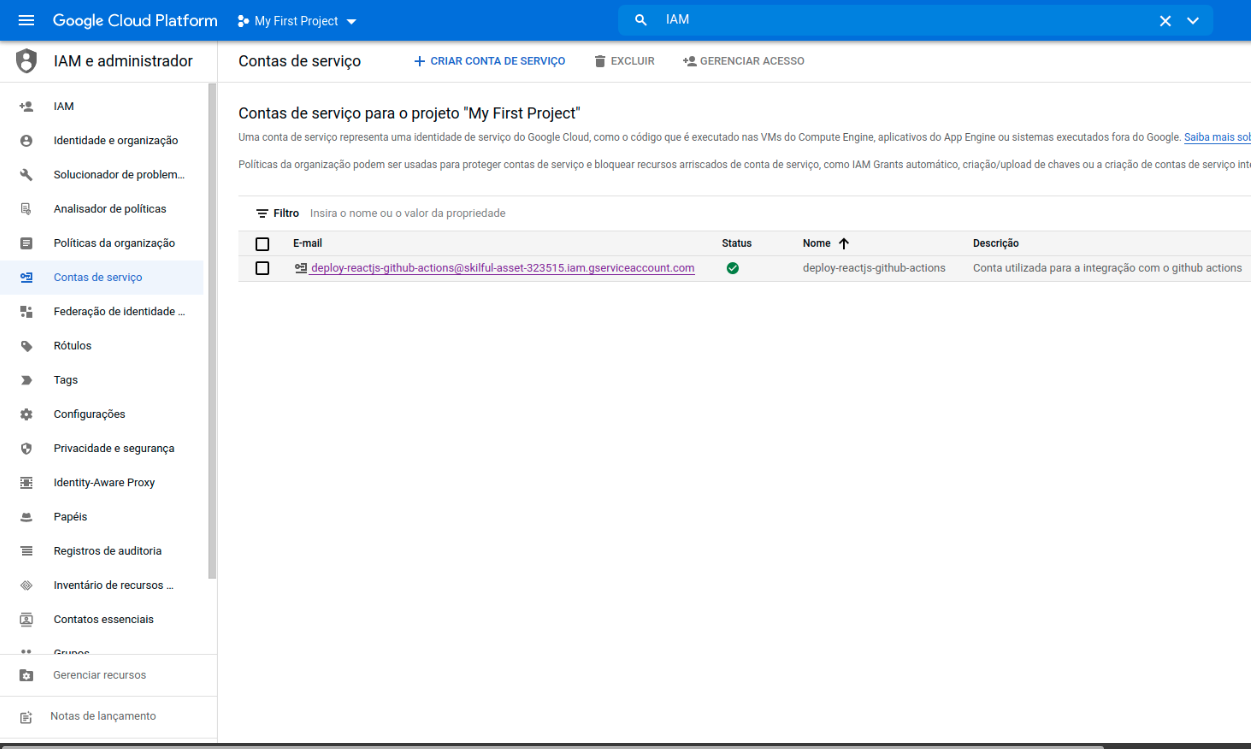 Google Cloud Platform
My First Project
IAM
IAM e administrador
Contas de serviço
CRIAR CONTA DE SERVIÇO
EXCLUIR
GERENCIAR ACESSO
IAM
Identidade e organização
Solucionador de problem...
Analisador de políticas
Políticas da organização
Contas de serviço
Federação de identidade ...
Rótulos
Tags
Configurações
Privacidade e segurança
Identity-Aware Proxy
Papéis
Registros de auditoria
Inventário de recursos ...
Contatos essenciais
Grupos
Gerenciar recursos
Notas de lançamento
Contas de serviço para o projeto "My First Project"
Uma conta de serviço representa uma identidade de serviço do Google Cloud, como o código que é executado nas VMs do Compute Engine, aplicativos do App Engine ou sistemas executados fora do Google. Saiba mais sob
Políticas da organização podem ser usadas para proteger contas de serviço e bloquear recursos arriscados de conta de serviço, como IAM Grants automático, criação/upload de chaves ou a criação de contas de serviço inte
Filtro Insira o nome ou o valor da propriedade
E-mail Status Nome Descrição
deploy-reactjs-github-actions@skilful-asset-323515.iam.gserviceaccount.com deploy-reactjs-github-actions Conta utilizada para a integração com o github actions